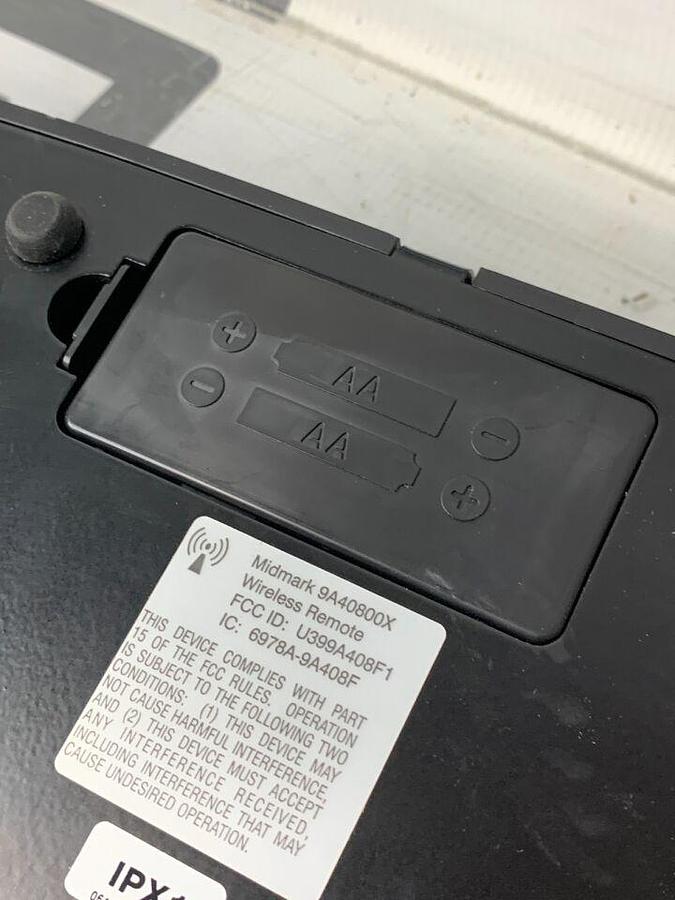 + AA -
- AA +
Midmark 9A40800X
Wireless Remote
FCC ID: U399A408F1
IC: 6978A-9A408F
THIS DEVICE COMPLIES WITH PART
15 OF THE FCC RULES. OPERATION
IS SUBJECT TO THE FOLLOWING TWO
CONDITIONS: (1) THIS DEVICE MAY
NOT CAUSE HARMFUL INTERFERENCE,
AND (2) THIS DEVICE MUST ACCEPT
ANY INTERFERENCE RECEIVED,
INCLUDING INTERFERENCE THAT MAY
CAUSE UNDESIRED OPERATION.